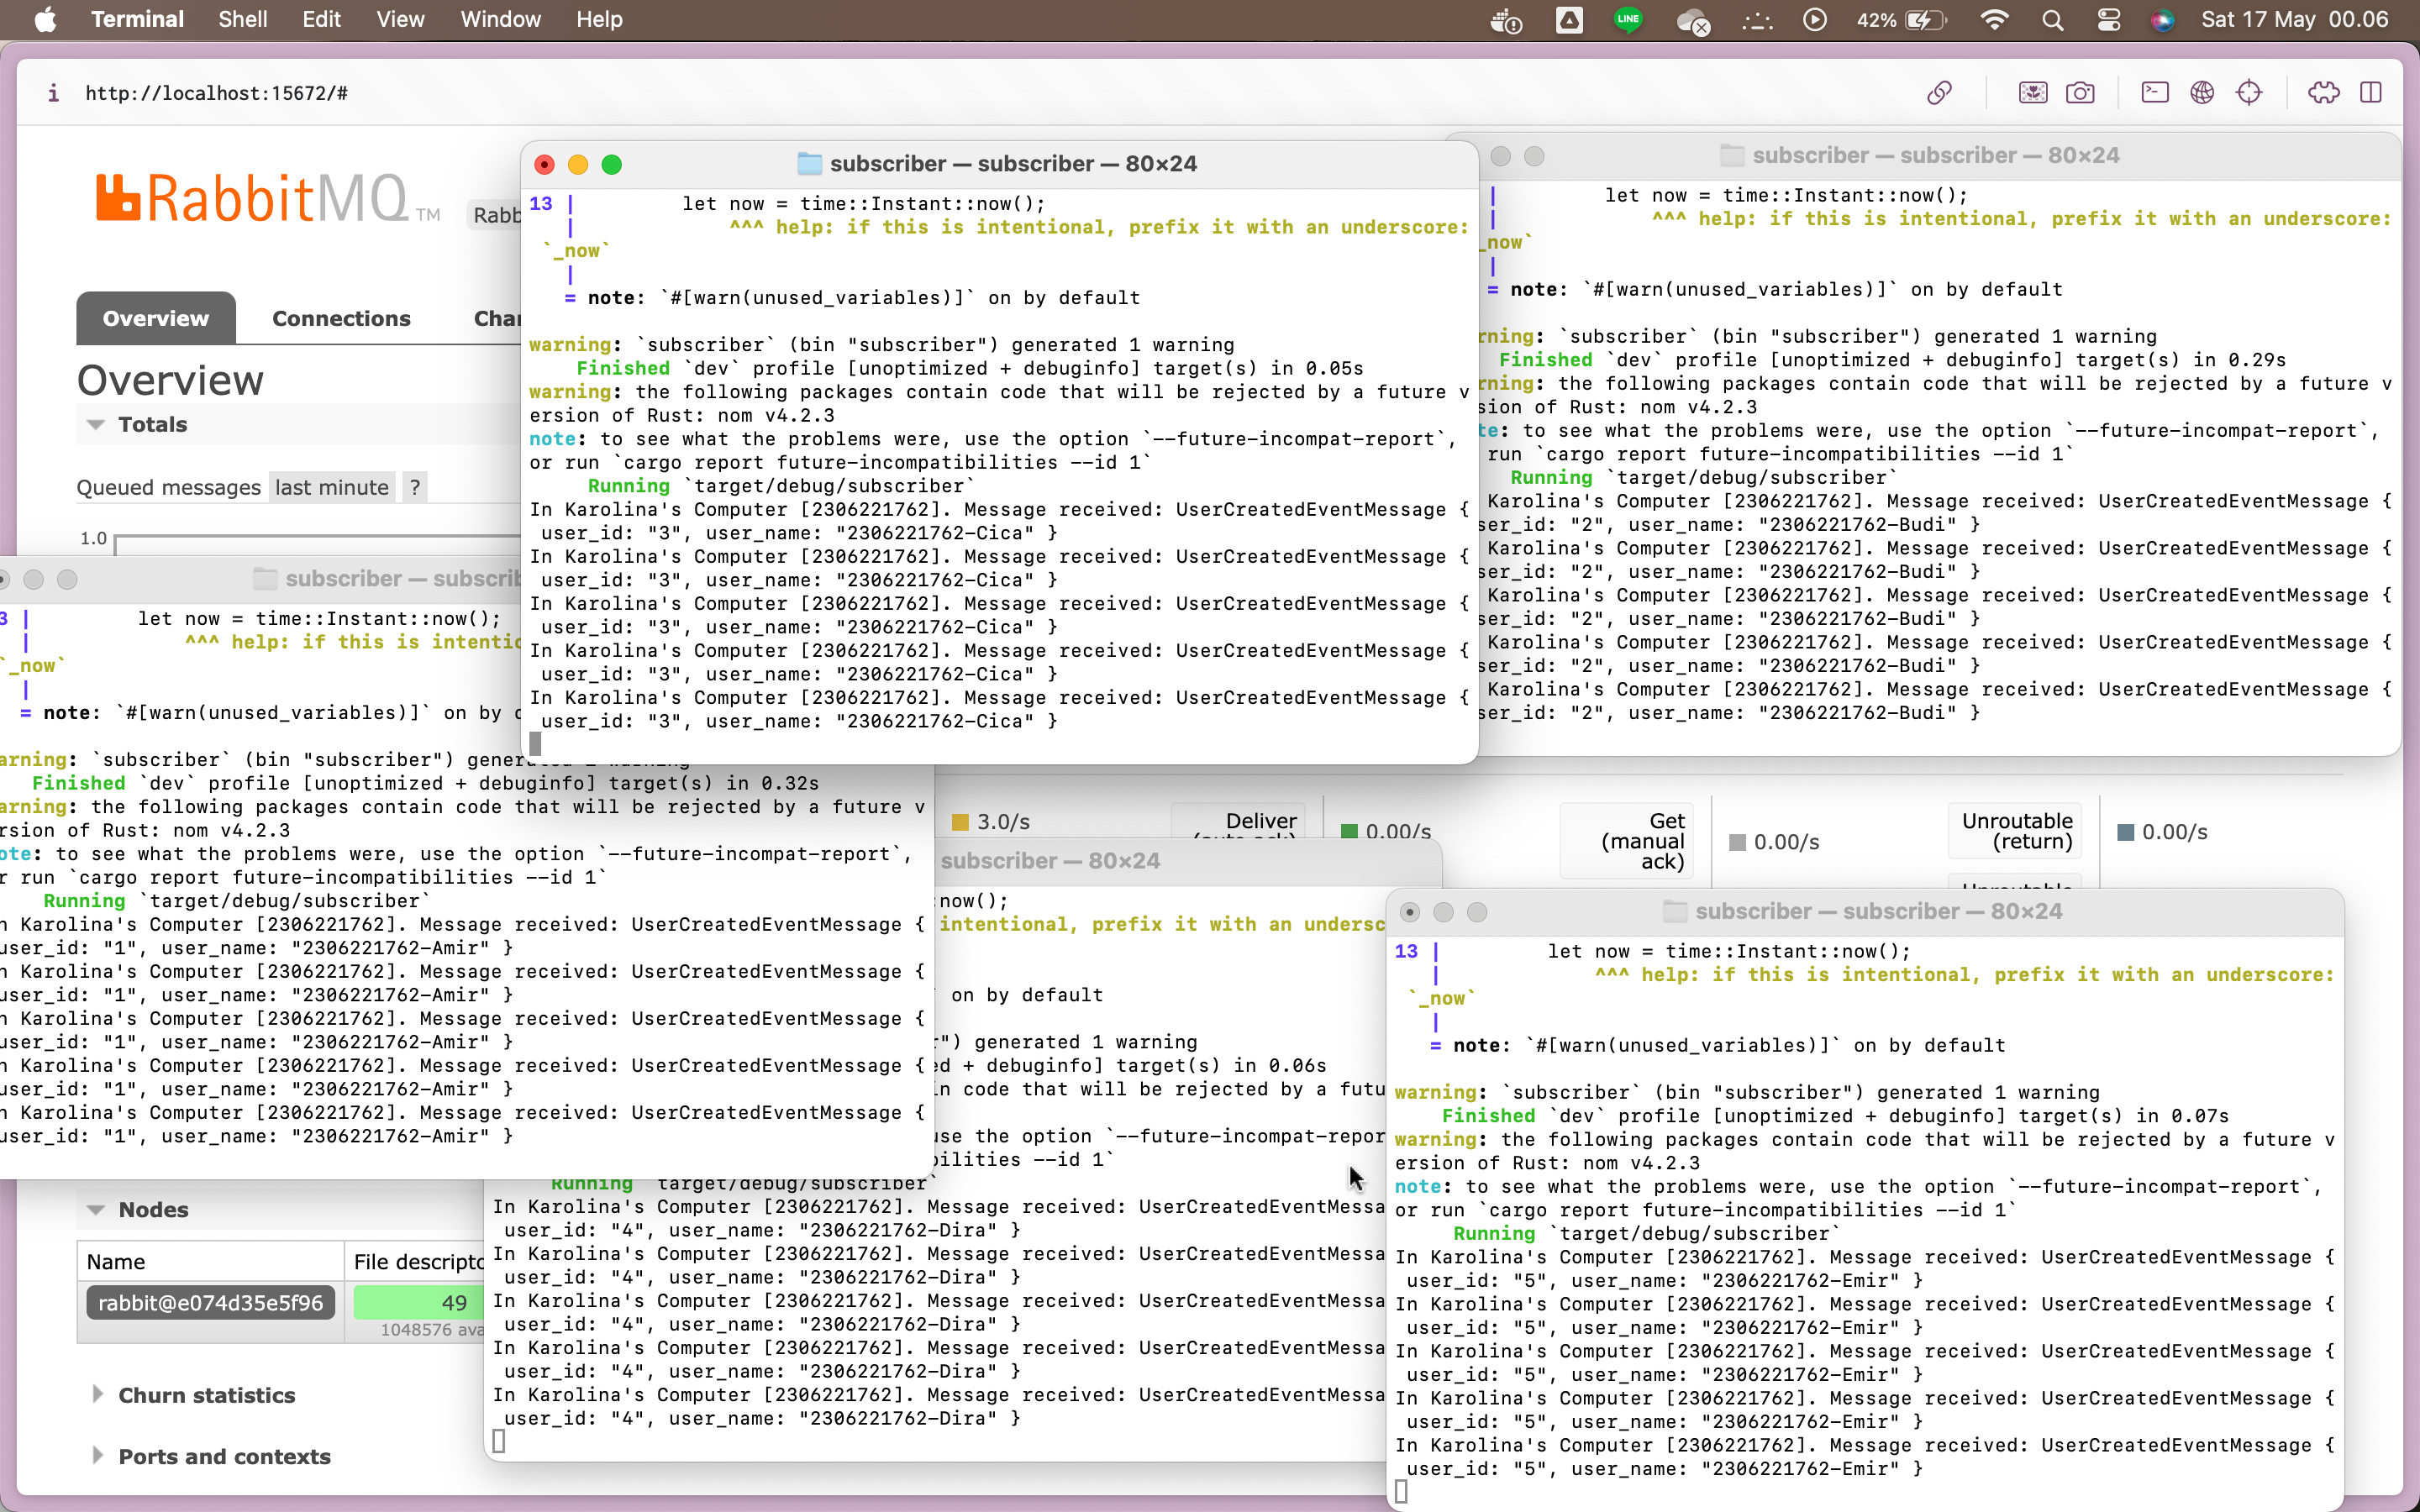 Terminal Shell Edit View Window Help
LINE
42%
Sat 17 May 00.06
i http://localhost:15672/#
RabbitMQ TM
Overview Connections
Overview
Totals
Queued messages last minute ?
1.0
subscriber — subscriber — 80×24
13 | let now = time::Instant::now();
| ^^^ help: if this is intentional, prefix it with an underscore:
`_now`
|
= note: `#[warn(unused_variables)]` on by default
warning: `subscriber` (bin "subscriber") generated 1 warning
Finished `dev` profile [unoptimized + debuginfo] target(s) in 0.05s
warning: the following packages contain code that will be rejected by a future v
ersion of Rust: nom v4.2.3
note: to see what the problems were, use the option `--future-incompat-report`,
or run `cargo report future-incompatibilities --id 1`
Running `target/debug/subscriber`
In Karolina's Computer [2306221762]. Message received: UserCreatedEventMessage {
user_id: "3", user_name: "2306221762-Cica" }
In Karolina's Computer [2306221762]. Message received: UserCreatedEventMessage {
user_id: "3", user_name: "2306221762-Cica" }
In Karolina's Computer [2306221762]. Message received: UserCreatedEventMessage {
user_id: "3", user_name: "2306221762-Cica" }
In Karolina's Computer [2306221762]. Message received: UserCreatedEventMessage {
user_id: "3", user_name: "2306221762-Cica" }
In Karolina's Computer [2306221762]. Message received: UserCreatedEventMessage {
user_id: "3", user_name: "2306221762-Cica" }
subscriber — subscriber — 80×24
| let now = time::Instant::now();
| ^^^ help: if this is intentional, prefix it with an underscore:
_now`
|
= note: `#[warn(unused_variables)]` on by default
rning: `subscriber` (bin "subscriber") generated 1 warning
Finished `dev` profile [unoptimized + debuginfo] target(s) in 0.29s
rning: the following packages contain code that will be rejected by a future v
sion of Rust: nom v4.2.3
te: to see what the problems were, use the option `--future-incompat-report`,
run `cargo report future-incompatibilities --id 1`
Running `target/debug/subscriber`
Karolina's Computer [2306221762]. Message received: UserCreatedEventMessage {
ser_id: "2", user_name: "2306221762-Budi" }
Karolina's Computer [2306221762]. Message received: UserCreatedEventMessage {
ser_id: "2", user_name: "2306221762-Budi" }
Karolina's Computer [2306221762]. Message received: UserCreatedEventMessage {
ser_id: "2", user_name: "2306221762-Budi" }
Karolina's Computer [2306221762]. Message received: UserCreatedEventMessage {
ser_id: "2", user_name: "2306221762-Budi" }
Karolina's Computer [2306221762]. Message received: UserCreatedEventMessage {
ser_id: "2", user_name: "2306221762-Budi" }
subscriber — subscrib
3 | let now = time::Instant::now();
| ^^^ help: if this is intentio
`_now`
|
= note: `#[warn(unused_variables)]` on by
arning: `subscriber` (bin "subscriber")
Finished `dev` profile [unoptimized + debuginfo] target(s) in 0.32s
arning: the following packages contain code that will be rejected by a future v
rsion of Rust: nom v4.2.3
ote: to see what the problems were, use the option `--future-incompat-report`,
r run `cargo report future-incompatibilities --id 1`
Running `target/debug/subscriber`
n Karolina's Computer [2306221762]. Message received: UserCreatedEventMessage {
user_id: "1", user_name: "2306221762-Amir" }
n Karolina's Computer [2306221762]. Message received: UserCreatedEventMessage {
user_id: "1", user_name: "2306221762-Amir" }
n Karolina's Computer [2306221762]. Message received: UserCreatedEventMessage {
user_id: "1", user_name: "2306221762-Amir" }
n Karolina's Computer [2306221762]. Message received: UserCreatedEventMessage {
user_id: "1", user_name: "2306221762-Amir" }
n Karolina's Computer [2306221762]. Message received: UserCreatedEventMessage {
user_id: "1", user_name: "2306221762-Amir" }
3.0/s
Deliver
0.00/s
Get
(manual
ack)
0.00/s
Unroutable
(return)
0.00/s
subscriber — 80×24
now();
intentional, prefix it with an undersc
` on by default
r") generated 1 warning
ed + debuginfo] target(s) in 0.06s
in code that will be rejected by a futu
use the option `--future-incompat-repor
bilities --id 1`
Running `target/debug/subscriber`
In Karolina's Computer [2306221762]. Message received: UserCreatedEventMessa
user_id: "4", user_name: "2306221762-Dira" }
In Karolina's Computer [2306221762]. Message received: UserCreatedEventMessa
user_id: "4", user_name: "2306221762-Dira" }
In Karolina's Computer [2306221762]. Message received: UserCreatedEventMessa
user_id: "4", user_name: "2306221762-Dira" }
In Karolina's Computer [2306221762]. Message received: UserCreatedEventMessa
user_id: "4", user_name: "2306221762-Dira" }
In Karolina's Computer [2306221762]. Message received: UserCreatedEventMessa
user_id: "4", user_name: "2306221762-Dira" }
subscriber — subscriber — 80×24
13 | let now = time::Instant::now();
| ^^^ help: if this is intentional, prefix it with an underscore:
`_now`
|
= note: `#[warn(unused_variables)]` on by default
warning: `subscriber` (bin "subscriber") generated 1 warning
Finished `dev` profile [unoptimized + debuginfo] target(s) in 0.07s
warning: the following packages contain code that will be rejected by a future v
ersion of Rust: nom v4.2.3
note: to see what the problems were, use the option `--future-incompat-report`,
or run `cargo report future-incompatibilities --id 1`
Running `target/debug/subscriber`
In Karolina's Computer [2306221762]. Message received: UserCreatedEventMessage {
user_id: "5", user_name: "2306221762-Emir" }
In Karolina's Computer [2306221762]. Message received: UserCreatedEventMessage {
user_id: "5", user_name: "2306221762-Emir" }
In Karolina's Computer [2306221762]. Message received: UserCreatedEventMessage {
user_id: "5", user_name: "2306221762-Emir" }
In Karolina's Computer [2306221762]. Message received: UserCreatedEventMessage {
user_id: "5", user_name: "2306221762-Emir" }
In Karolina's Computer [2306221762]. Message received: UserCreatedEventMessage {
user_id: "5", user_name: "2306221762-Emir" }
Nodes
Name File descripto
rabbit@e074d35e5f96 49
1048576 ava
Churn statistics
Ports and contexts